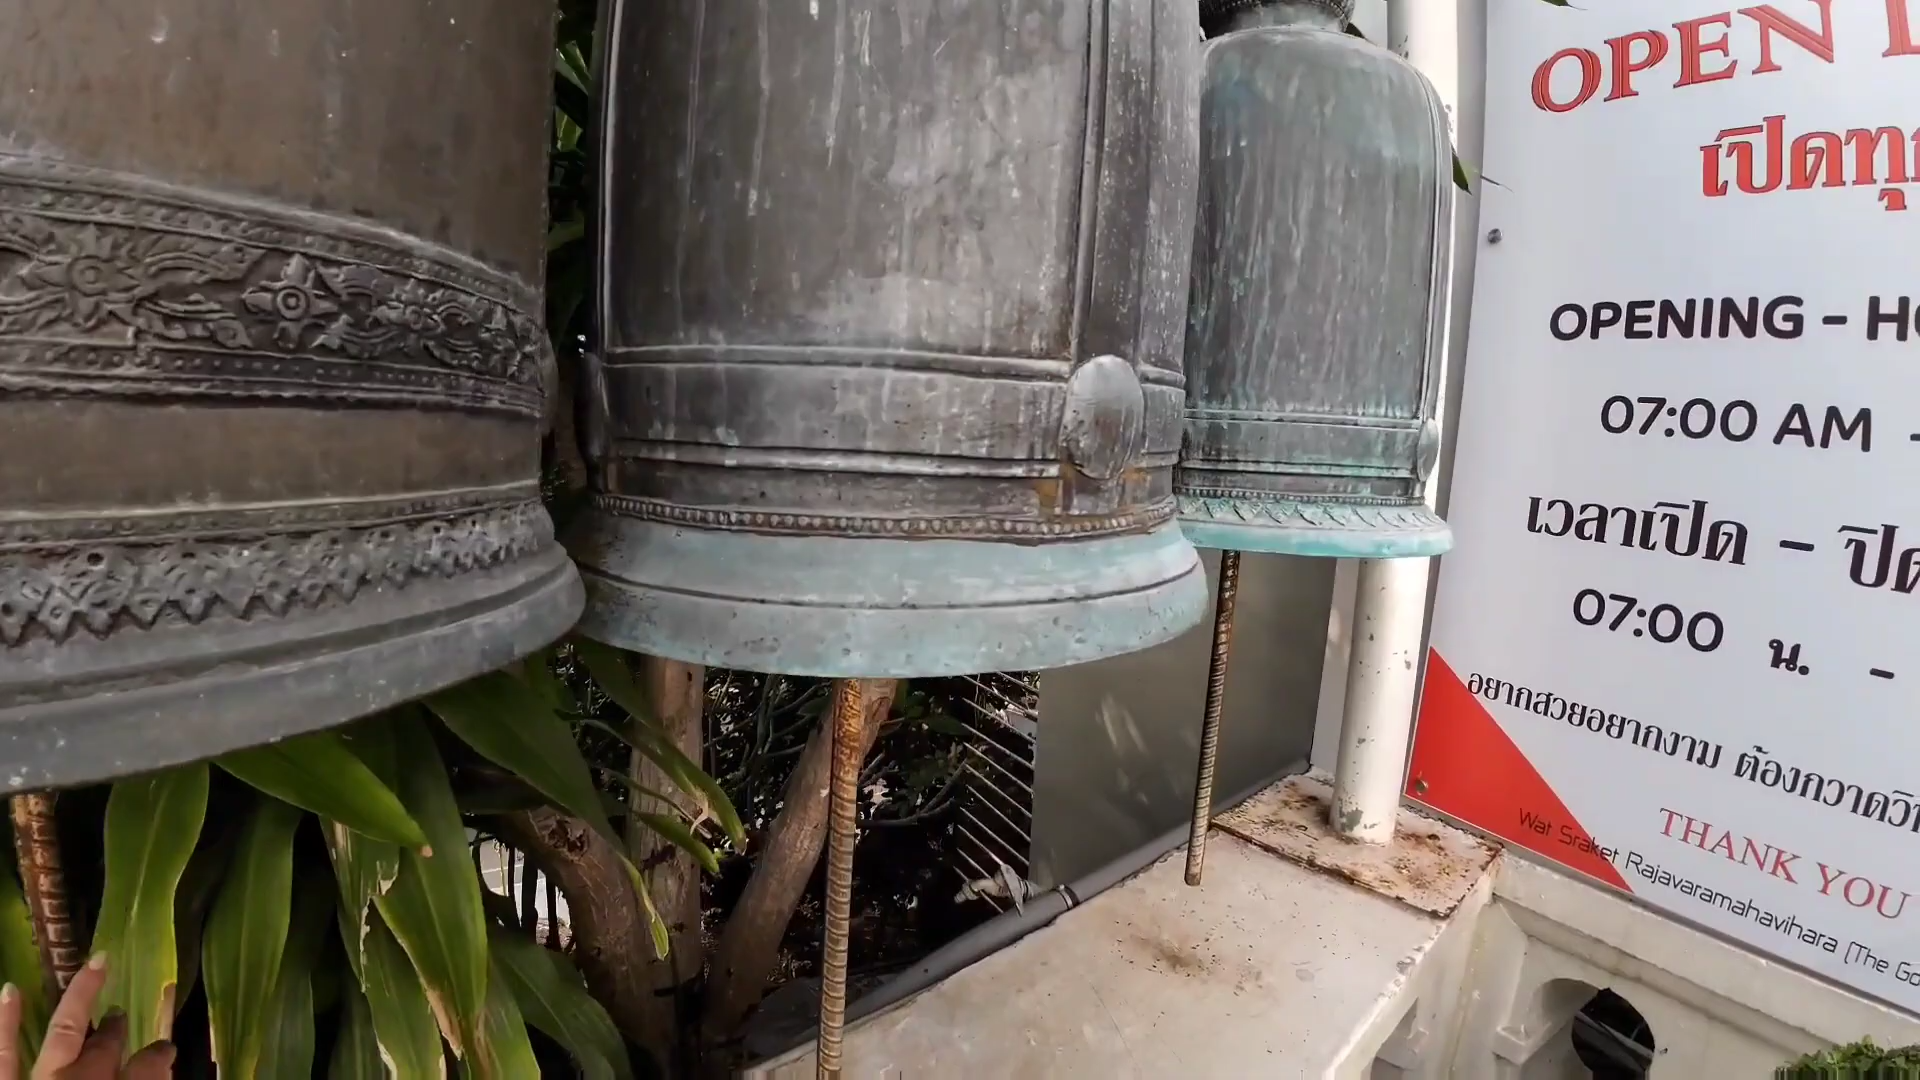 OPEN
เปิดทุ
OPENING - H
07:00 AM -
เวลาเปิด - ปิด
07:00 น. -
อยากสวยอยากงาม ต้องกวาด
THANK YOU
Wat Sraket Rajavaramahavihara (The Go